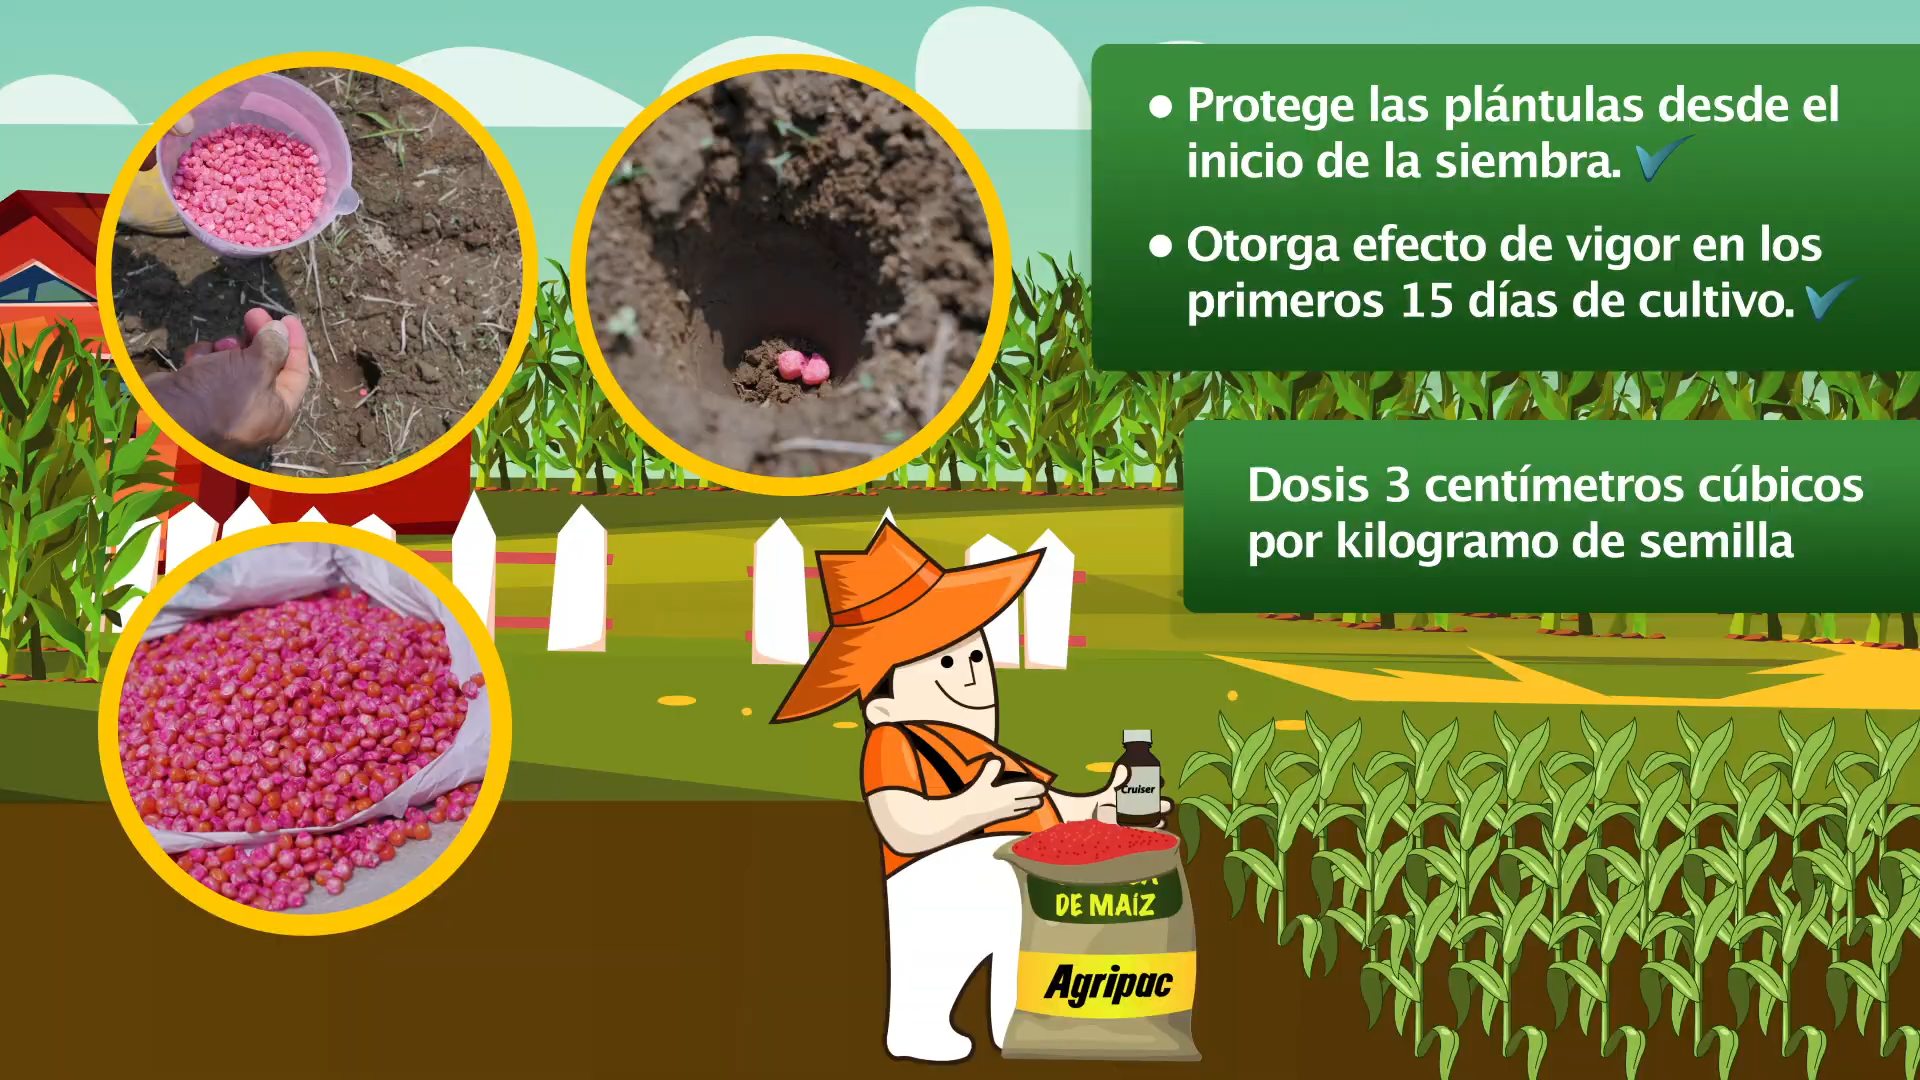 • Protege las plántulas desde el
inicio de la siembra.
• Otorga efecto de vigor en los
primeros 15 días de cultivo.
Dosis 3 centímetros cúbicos
por kilogramo de semilla
Cruiser
DE MAÍZ
Agripac